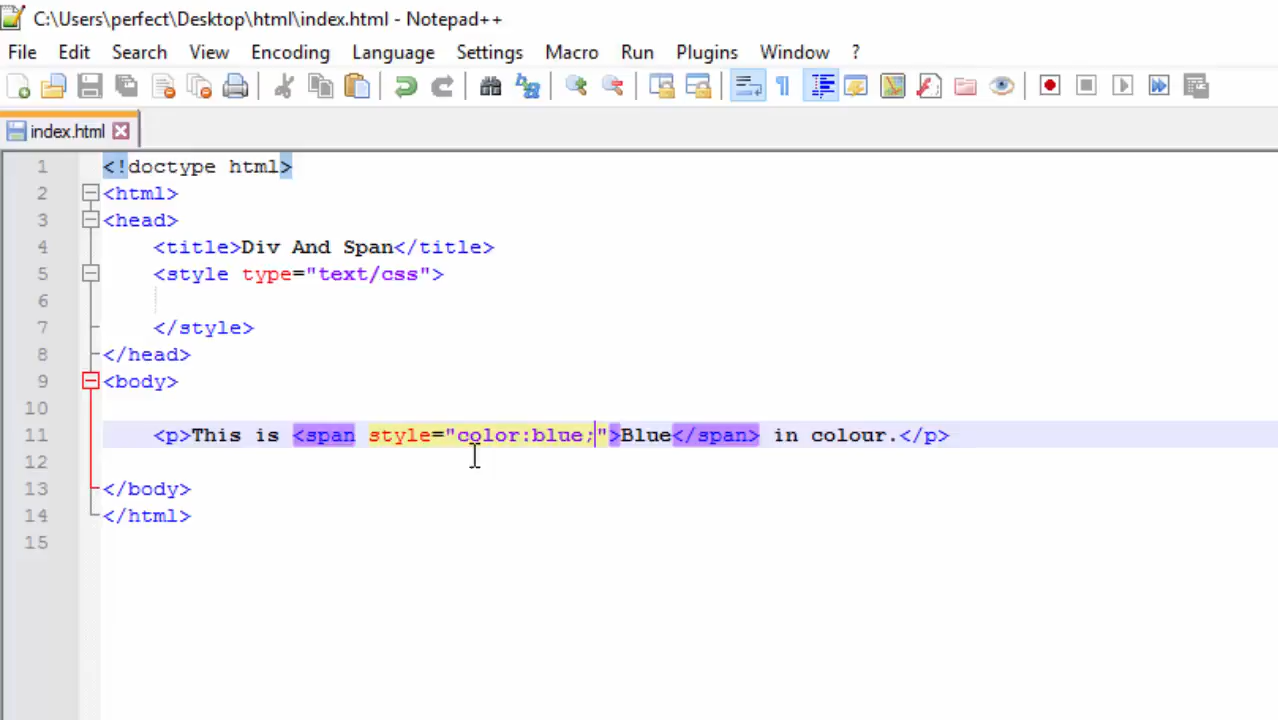 C:\Users\perfect\Desktop\html\index.html - Notepad++
File Edit Search View Encoding Language Settings Macro Run Plugins Window ?
index.html
1 <!doctype html>
2 <html>
3 <head>
4 <title>Div And Span</title>
5 <style type="text/css">
6
7 </style>
8 </head>
9 <body>
10
11 <p>This is <span style="color:blue;">Blue</span> in colour.</p>
12
13 </body>
14 </html>
15